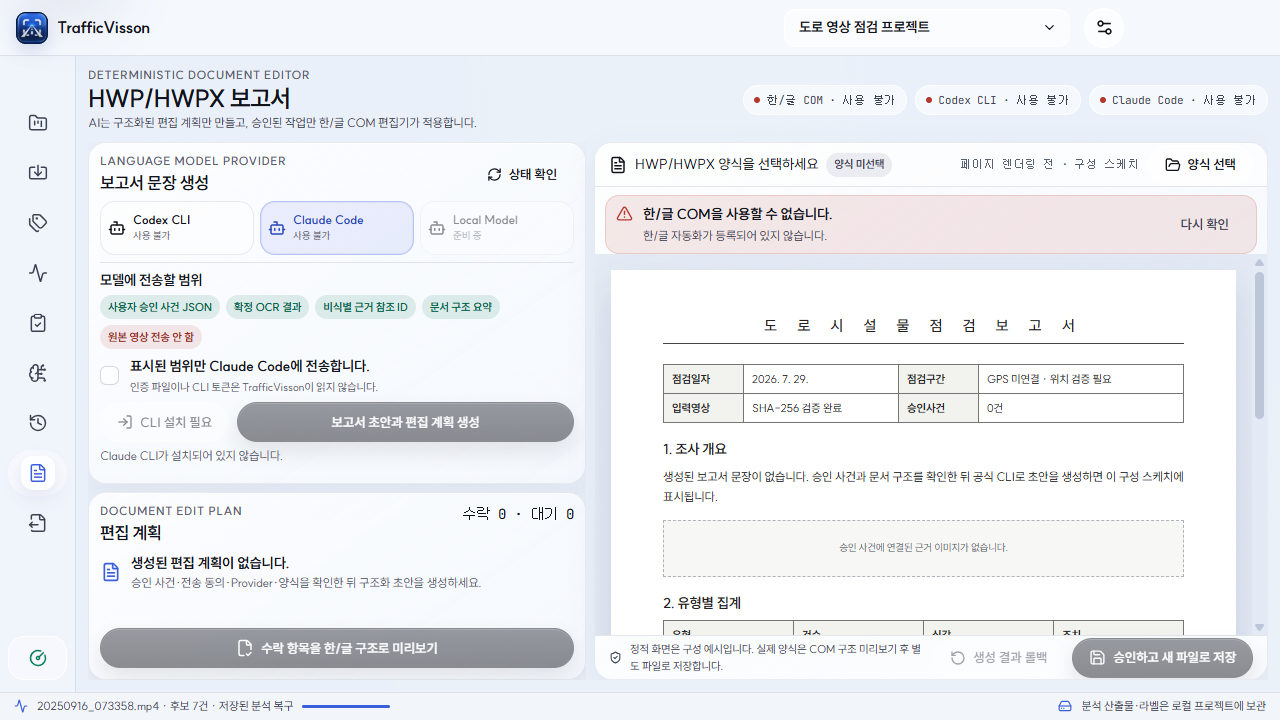 TrafficVisson
도로 영상 점검 프로젝트
DETERMINISTIC DOCUMENT EDITOR
HWP/HWPX 보고서
AI는 구조화된 편집 계획만 만들고, 승인된 작업만 한/글 COM 편집기가 적용합니다.
한/글 COM · 사용 불가
Codex CLI · 사용 불가
Claude Code · 사용 불가
LANGUAGE MODEL PROVIDER
보고서 문장 생성
상태 확인
Codex CLI
사용 불가
Claude Code
사용 불가
Local Model
준비 중
모델에 전송할 범위
사용자 승인 사건 JSON
확정 OCR 결과
비식별 근거 참조 ID
문서 구조 요약
원본 영상 전송 안 함
표시된 범위만 Claude Code에 전송합니다.
인증 파일이나 CLI 토큰은 TrafficVisson이 읽지 않습니다.
CLI 설치 필요
보고서 초안과 편집 계획 생성
Claude CLI가 설치되어 있지 않습니다.
DOCUMENT EDIT PLAN
편집 계획
수락 0 · 대기 0
생성된 편집 계획이 없습니다.
승인 사건·전송 동의·Provider·양식을 확인한 뒤 구조화 초안을 생성하세요.
수락 항목을 한/글 구조로 미리보기
HWP/HWPX 양식을 선택하세요
양식 미선택
페이지 렌더링 전 · 구성 스케치
양식 선택
한/글 COM을 사용할 수 없습니다.
한/글 자동화가 등록되어 있지 않습니다.
다시 확인
도 로 시 설 물 점 검 보 고 서
점검일자 2026. 7. 29. 점검구간 GPS 미연결 · 위치 검증 필요
입력영상 SHA-256 검증 완료 승인사건 0건
1. 조사 개요
생성된 보고서 문장이 없습니다. 승인 사건과 문서 구조를 확인한 뒤 공식 CLI로 초안을 생성하면 이 구성 스케치에
표시됩니다.
승인 사건에 연결된 근거 이미지가 없습니다.
2. 유형별 집계
유형 건수 심각 조치
정적 화면은 구성 예시입니다. 실제 양식은 COM 구조 미리보기 후 별
도 파일로 저장합니다.
생성 결과 롤백
승인하고 새 파일로 저장
20250916_073358.mp4 · 후보 7건 · 저장된 분석 복구
분석 산출물·라벨은 로컬 프로젝트에 보관